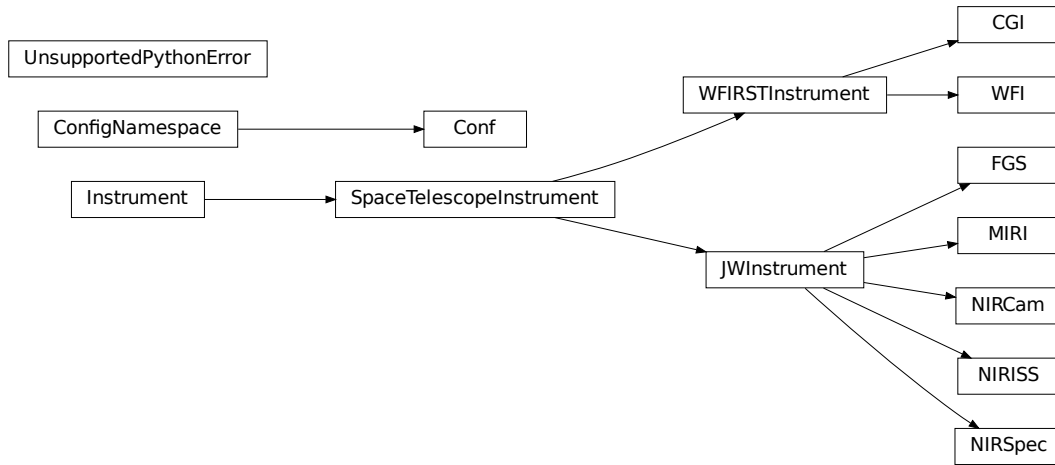 CGI
UnsupportedPythonError
WFIRSTInstrument
WFI
ConfigNamespace
Conf
FGS
Instrument
SpaceTelescopeInstrument
MIRI
JWInstrument
NIRCam
NIRISS
NIRSpec